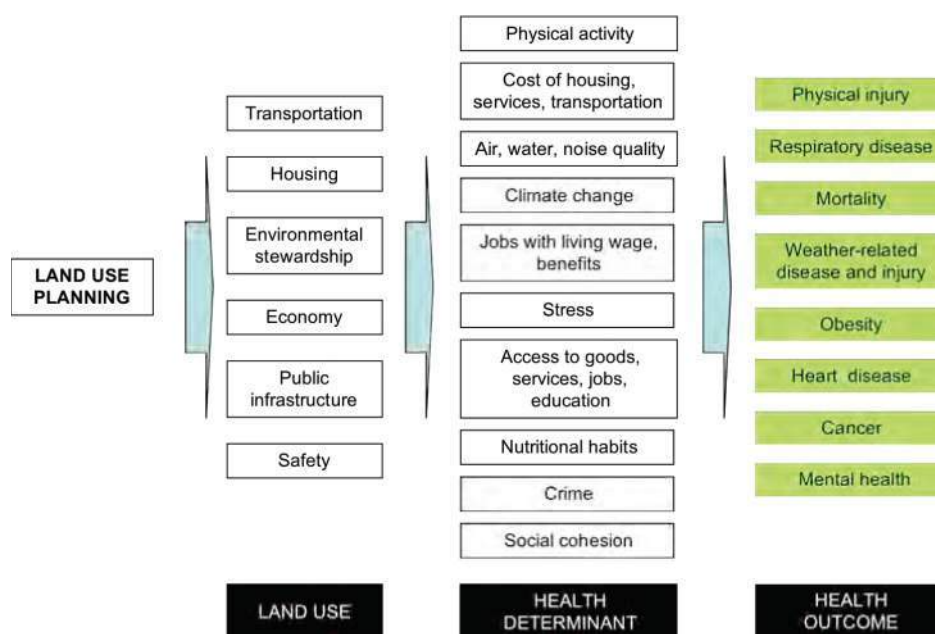 LAND USE
PLANNING
Transportation
Housing
Environmental
stewardship
Economy
Public
infrastructure
Safety
LAND USE
Physical activity
Cost of housing,
services, transportation
Air, water, noise quality
Climate change
Jobs with living wage,
benefits
Stress
Access to goods,
services, jobs,
education
Nutritional habits
Crime
Social cohesion
HEALTH
DETERMINANT
Physical injury
Respiratory disease
Mortality
Weather-related
disease and injury
Obesity
Heart disease
Cancer
Mental health
HEALTH
OUTCOME